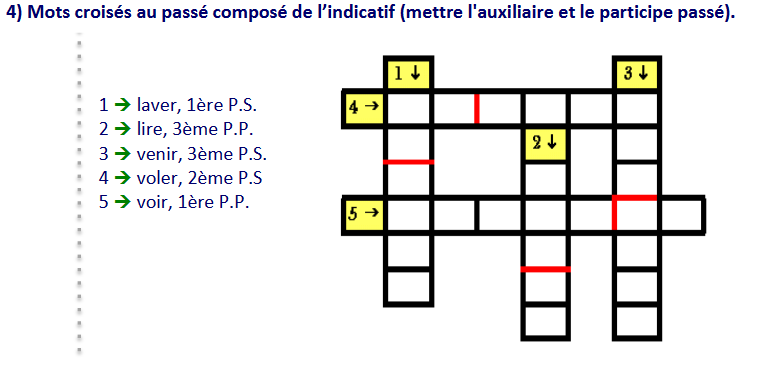 4) Mots croisés au passé composé de l’indicatif (mettre l'auxiliaire et le participe passé).
1 ↓
3 ↓
1 ➔ laver, 1ère P.S.
4 →
2 ➔ lire, 3ème P.P.
2 ↓
3 ➔ venir, 3ème P.S.
4 ➔ voler, 2ème P.S
5 ➔ voir, 1ère P.P.
5 →